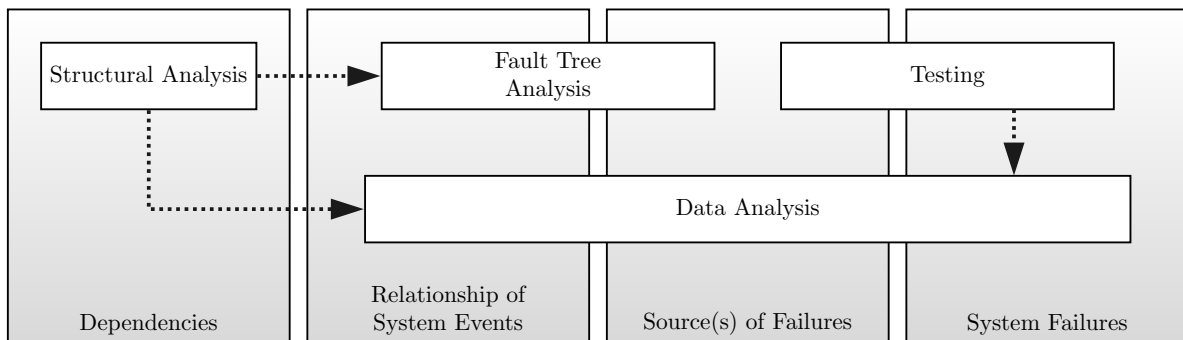 Structural Analysis
Fault Tree
Analysis
Testing
Data Analysis
Dependencies
Relationship of
System Events
Source(s) of Failures
System Failures